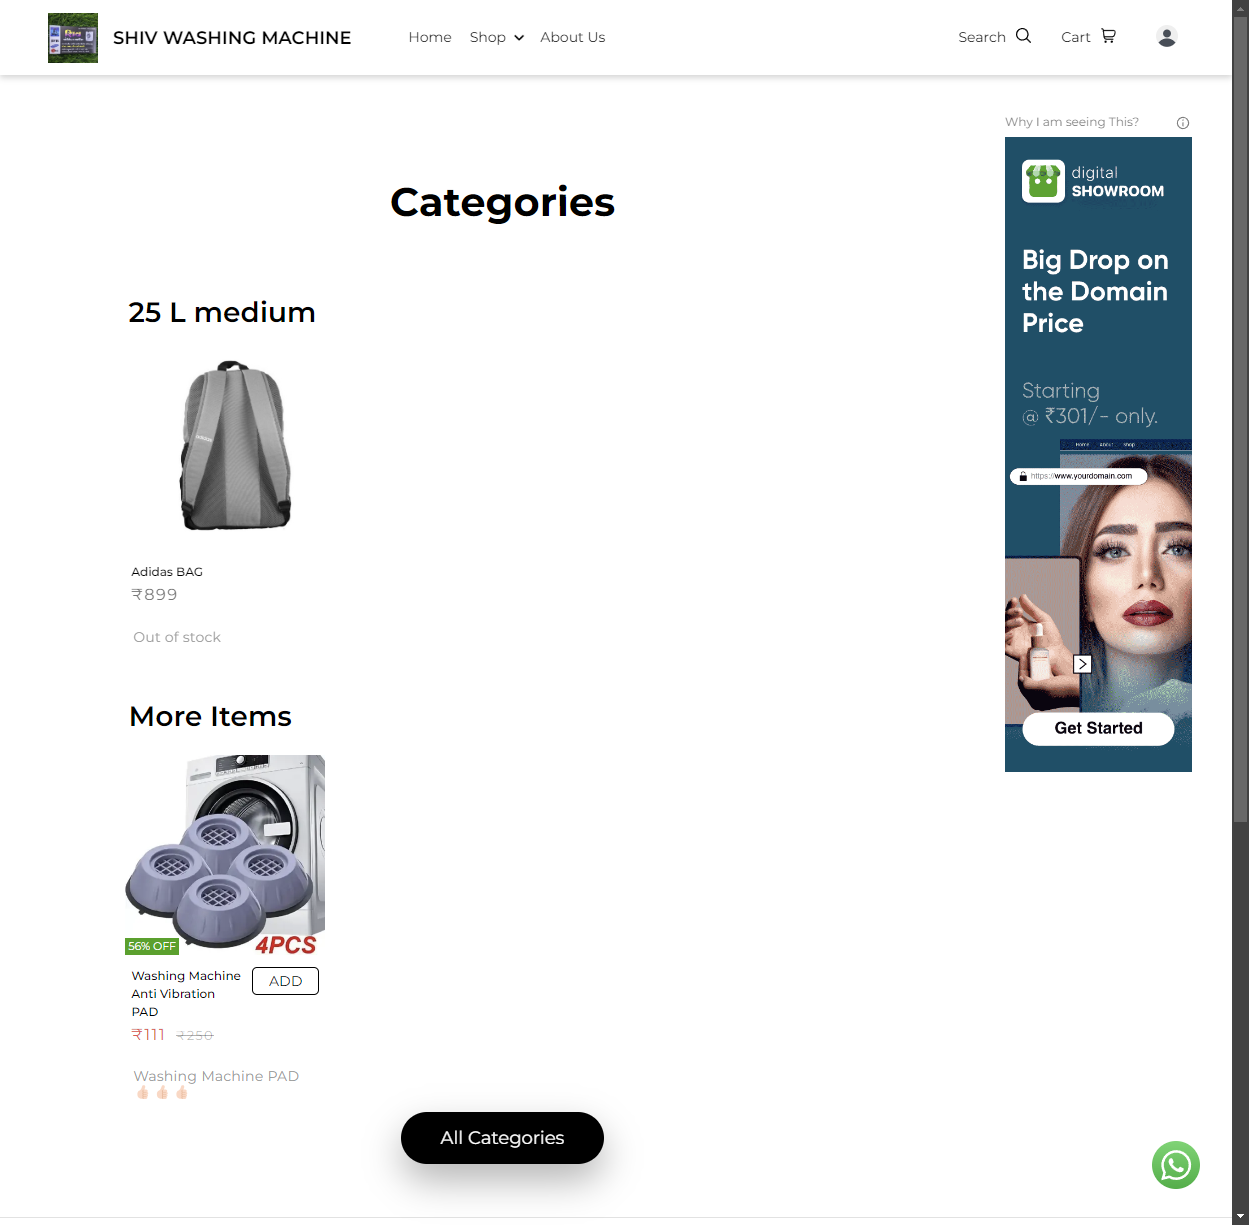 SHIV WASHING MACHINE
Home
Shop
About Us
Search
Cart
Why I am seeing This?
digital
SHOWROOM
Big Drop on
the Domain
Price
Starting
@ ₹301/- only.
Home About Shop
https://www.yourdomain.com
Get Started
Categories
25 L medium
Adidas BAG
₹899
Out of stock
More Items
4PCS
56% OFF
Washing Machine
Anti Vibration
PAD
ADD
₹111 ₹250
Washing Machine PAD
👍🏻 👍🏻 👍🏻
All Categories